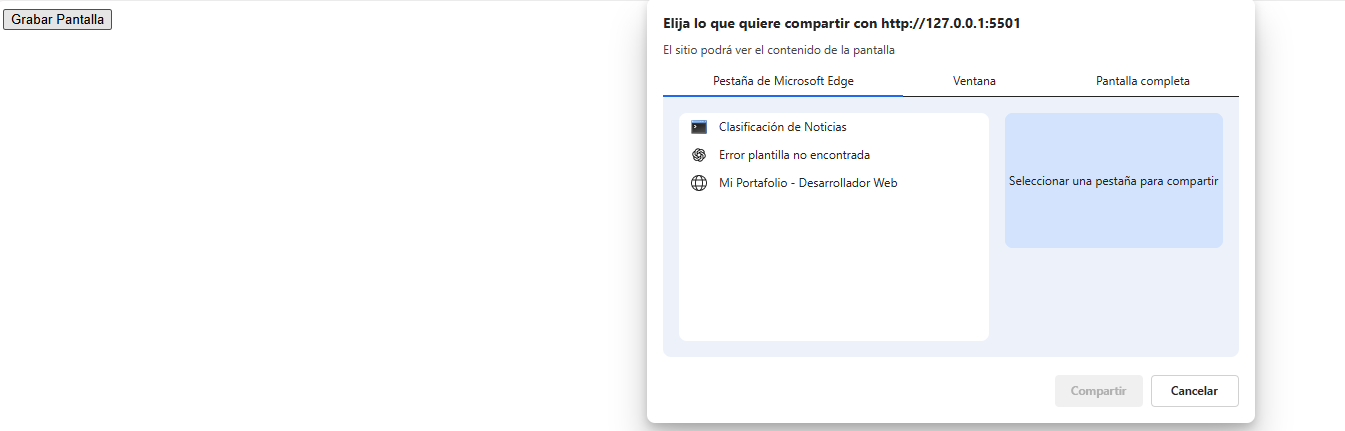 Grabar Pantalla
Elija lo que quiere compartir con http://127.0.0.1:5501
El sitio podrá ver el contenido de la pantalla
Pestaña de Microsoft Edge
Ventana
Pantalla completa
Clasificación de Noticias
Error plantilla no encontrada
Mi Portafolio - Desarrollador Web
Seleccionar una pestaña para compartir
Compartir
Cancelar